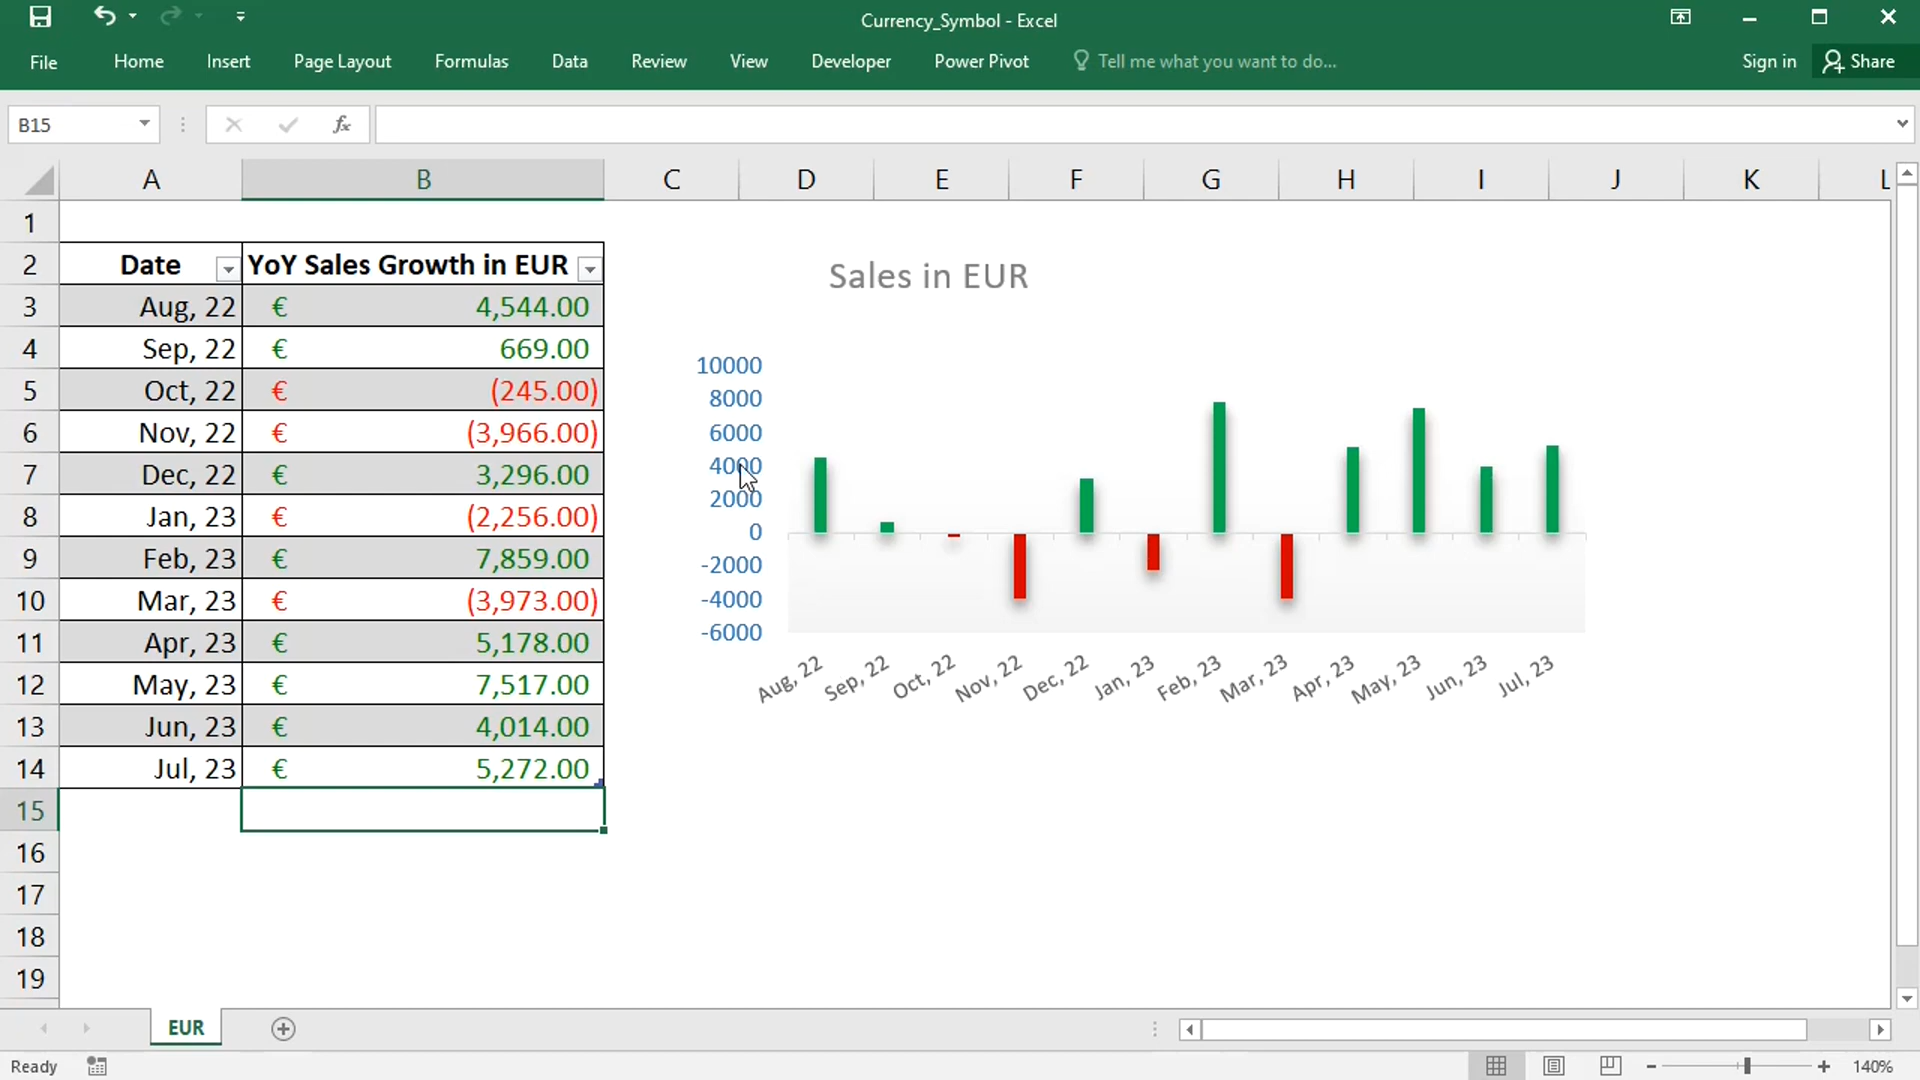 Currency_Symbol - Excel
File Home Insert Page Layout Formulas Data Review View Developer Power Pivot Tell me what you want to do... Sign in Share
B15 fx
A B C D E F G H I J K L
1
2 Date YoY Sales Growth in EUR
3 Aug, 22 € 4,544.00
4 Sep, 22 € 669.00
5 Oct, 22 € (245.00)
6 Nov, 22 € (3,966.00)
7 Dec, 22 € 3,296.00
8 Jan, 23 € (2,256.00)
9 Feb, 23 € 7,859.00
10 Mar, 23 € (3,973.00)
11 Apr, 23 € 5,178.00
12 May, 23 € 7,517.00
13 Jun, 23 € 4,014.00
14 Jul, 23 € 5,272.00
15
16
17
18
19
Sales in EUR
10000
8000
6000
4000
2000
0
-2000
-4000
-6000
Aug, 22 Sep, 22 Oct, 22 Nov, 22 Dec, 22 Jan, 23 Feb, 23 Mar, 23 Apr, 23 May, 23 Jun, 23 Jul, 23
EUR
Ready 140%